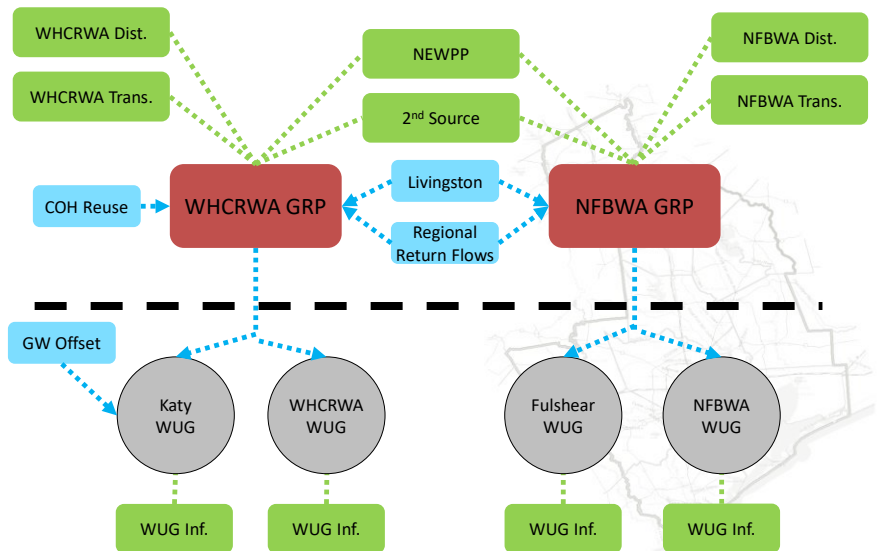 WHCRWA Dist.
NEWPP
NFBWA Dist.
WHCRWA Trans.
2nd Source
NFBWA Trans.
COH Reuse
WHCRWA GRP
Livingston
Regional
Return Flows
NFBWA GRP
GW Offset
Katy
WUG
WHCRWA
WUG
Fulshear
WUG
NFBWA
WUG
WUG Inf.
WUG Inf.
WUG Inf.
WUG Inf.